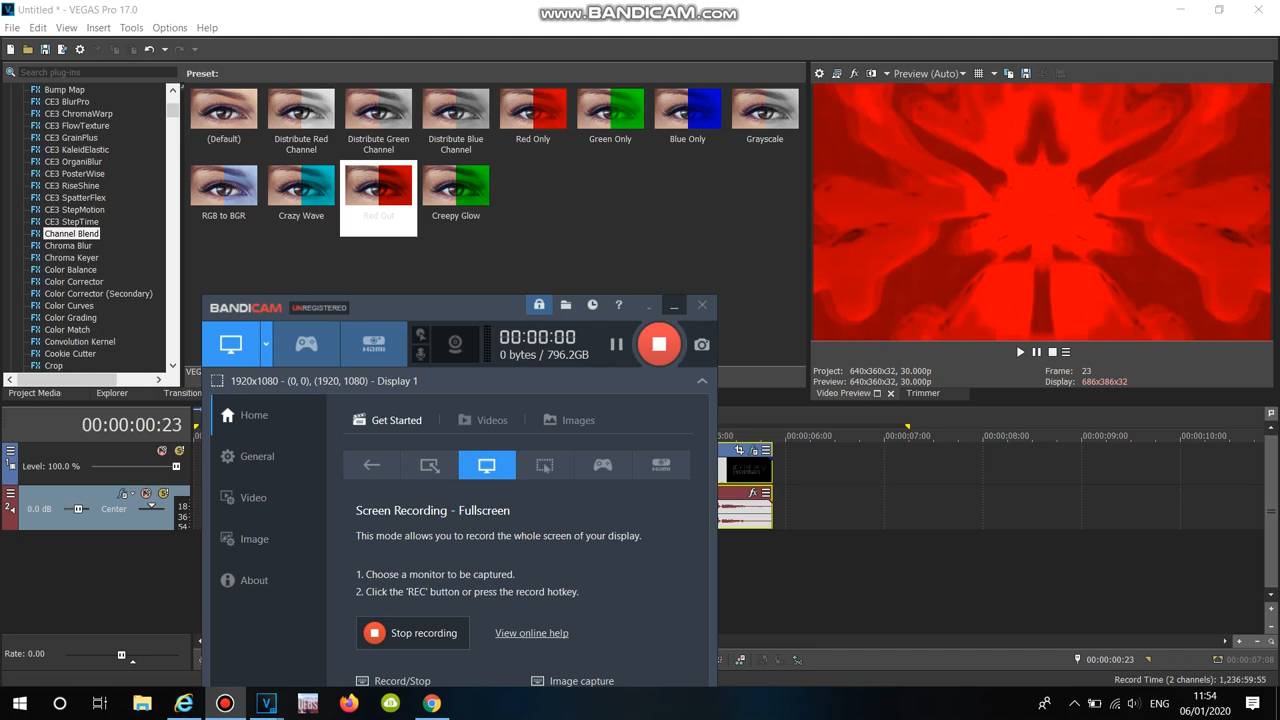 Untitled * - VEGAS Pro 17.0
www.BANDICAM.com
File Edit View Insert Tools Options Help
Search plug-ins
Preset:
Preview (Auto)
Bump Map
CE3 BlurPro
CE3 ChromaWarp
CE3 FlowTexture
CE3 GrainPlus
CE3 KaleidElastic
CE3 OrganiBlur
CE3 PosterWise
CE3 RiseShine
CE3 SpatterFlex
CE3 StepMotion
CE3 StepTime
Channel Blend
Chroma Blur
Chroma Keyer
Color Balance
Color Corrector
Color Corrector (Secondary)
Color Curves
Color Grading
Color Match
Convolution Kernel
Cookie Cutter
Crop
(Default)
Distribute Red Channel
Distribute Green Channel
Distribute Blue Channel
Red Only
Green Only
Blue Only
Grayscale
RGB to BGR
Crazy Wave
Red Out
Creepy Glow
BANDICAM UNREGISTERED
00:00:00
0 bytes / 796.2GB
HDMI
1920x1080 - (0, 0), (1920, 1080) - Display 1
Home
General
Video
Image
About
Get Started
Videos
Images
HDMI
Screen Recording - Fullscreen
This mode allows you to record the whole screen of your display.
1. Choose a monitor to be captured.
2. Click the 'REC' button or press the record hotkey.
Stop recording
View online help
Record/Stop
Image capture
Project: 640x360x32, 30.000p
Preview: 640x360x32, 30.000p
Frame: 23
Display: 686x386x32
Video Preview
Trimmer
Project Media
Explorer
Transition
VEG
00:00:00:23
00:00:06:00
00:00:07:00
00:00:08:00
00:00:09:00
00:00:10:00
Level: 100.0 %
2
0.0 dB
Center
18-
36-
Rate: 0.00
00:00:00:23
00:00:07:08
Record Time (2 channels): 1,236:59:55
ENG
11:54
06/01/2020